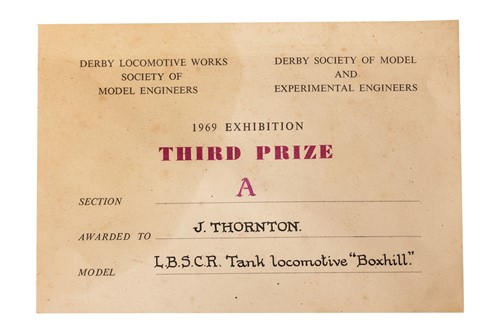 DERBY LOCOMOTIVE WORKS
SOCIETY OF
MODEL ENGINEERS
DERBY SOCIETY OF MODEL
AND
EXPERIMENTAL ENGINEERS
1969 EXHIBITION
THIRD PRIZE
SECTION A
AWARDED TO J. THORNTON.
MODEL L.B.S.C.R. Tank locomotive "Boxhill."